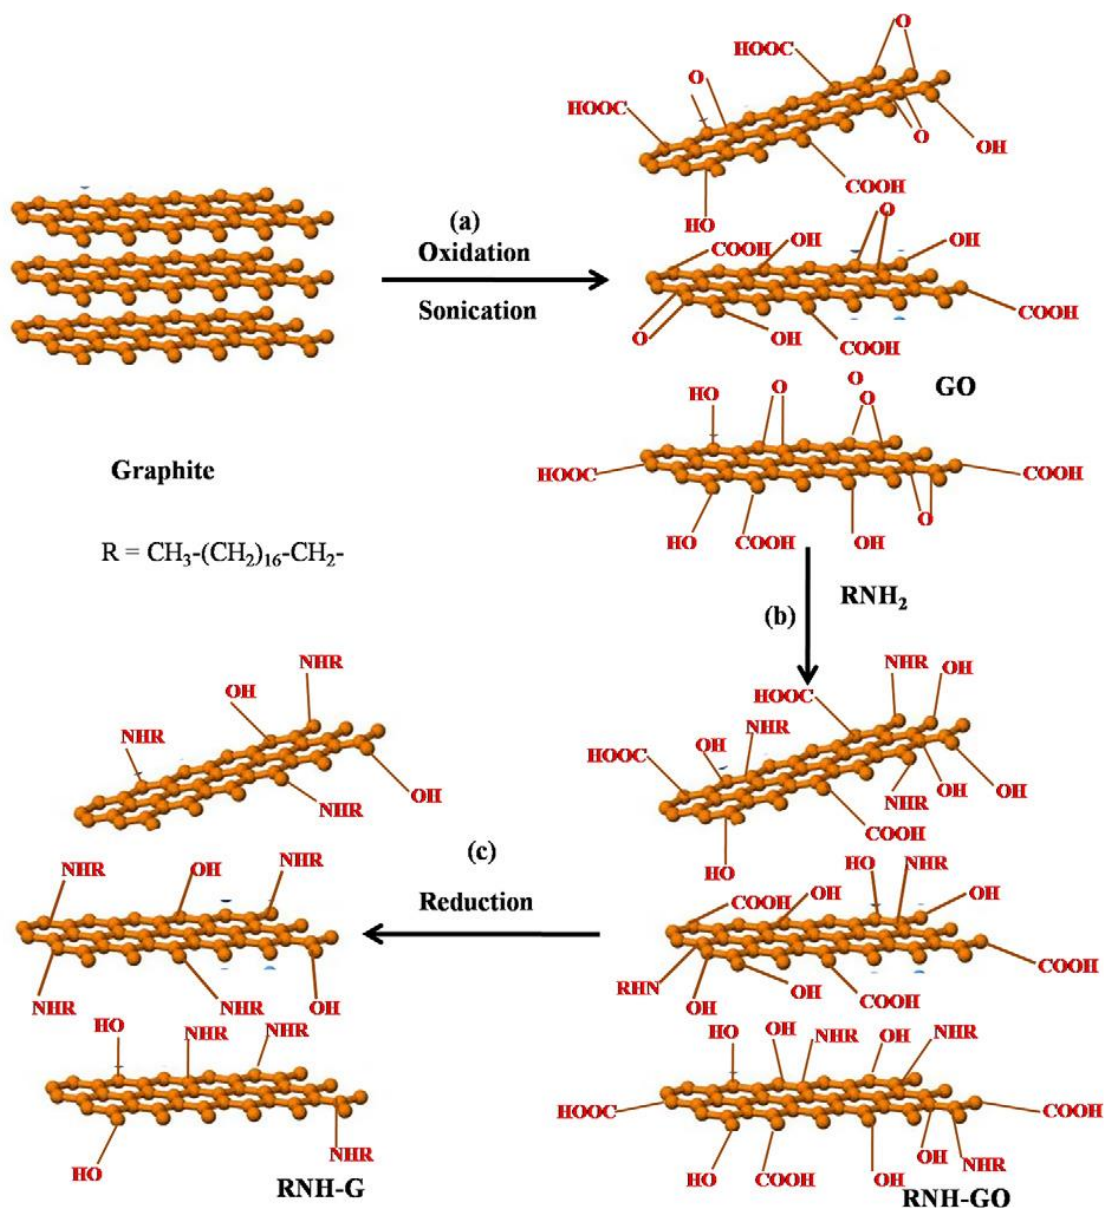 O
HOOC
O
HOOC
O
OH
COOH
HO
(a)
Oxidation
Sonication
COOH
OH
O
OH
COOH
O
OH
COOH
GO
HO
O
O
O
HOOC
COOH
O
HO
COOH
OH
Graphite
R = CH₃-(CH₂)₁₆-CH₂-
RNH₂
(b)
NHR
OH
HOOC
NHR
OH
HOOC
NHR
OH
OH
COOH
HO
NHR
OH
NHR
NHR
OH
(c)
Reduction
NHR
OH
NHR
NHR
NHR
OH
HO
NHR
COOH
OH
OH
COOH
RHN
OH
OH
COOH
HO
NHR
NHR
HO
NHR
RNH-G
HO
OH
NHR
OH
NHR
HOOC
COOH
HO
COOH
OH
OH
NHR
RNH-GO